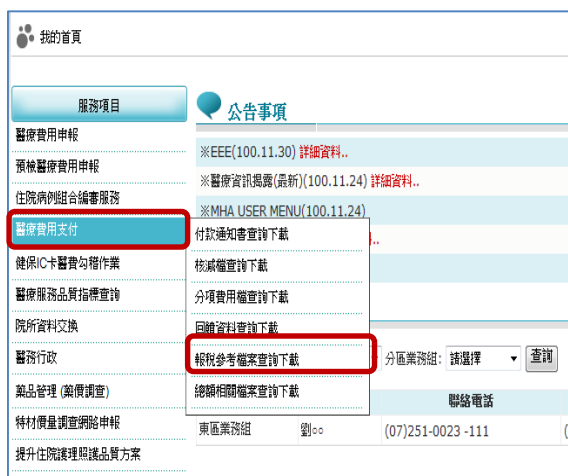 我的首頁
服務項目
醫療費用申報
預檢醫療費用申報
住院病例組合編審服務
醫療費用支付
健保IC卡醫費勾稽作業
醫療服務品質指標查詢
院所資料交換
醫務行政
藥品管理 (藥價調查)
特材價量調查網路申報
提升住院護理照護品質方案
公告事項
※EEE(100.11.30) 詳細資料..
※醫療資訊揭露(最新)(100.11.24) 詳細資料..
※MHA USER MENU(100.11.24)
付款通知書查詢下載
核減檔查詢下載
分項費用檔查詢下載
回饋資料查詢下載
報稅參考檔案查詢下載
總額相關檔案查詢下載
分區業務組: 請選擇 查詢
聯絡電話
東區業務組 劉○○ (07)251-0023 -111